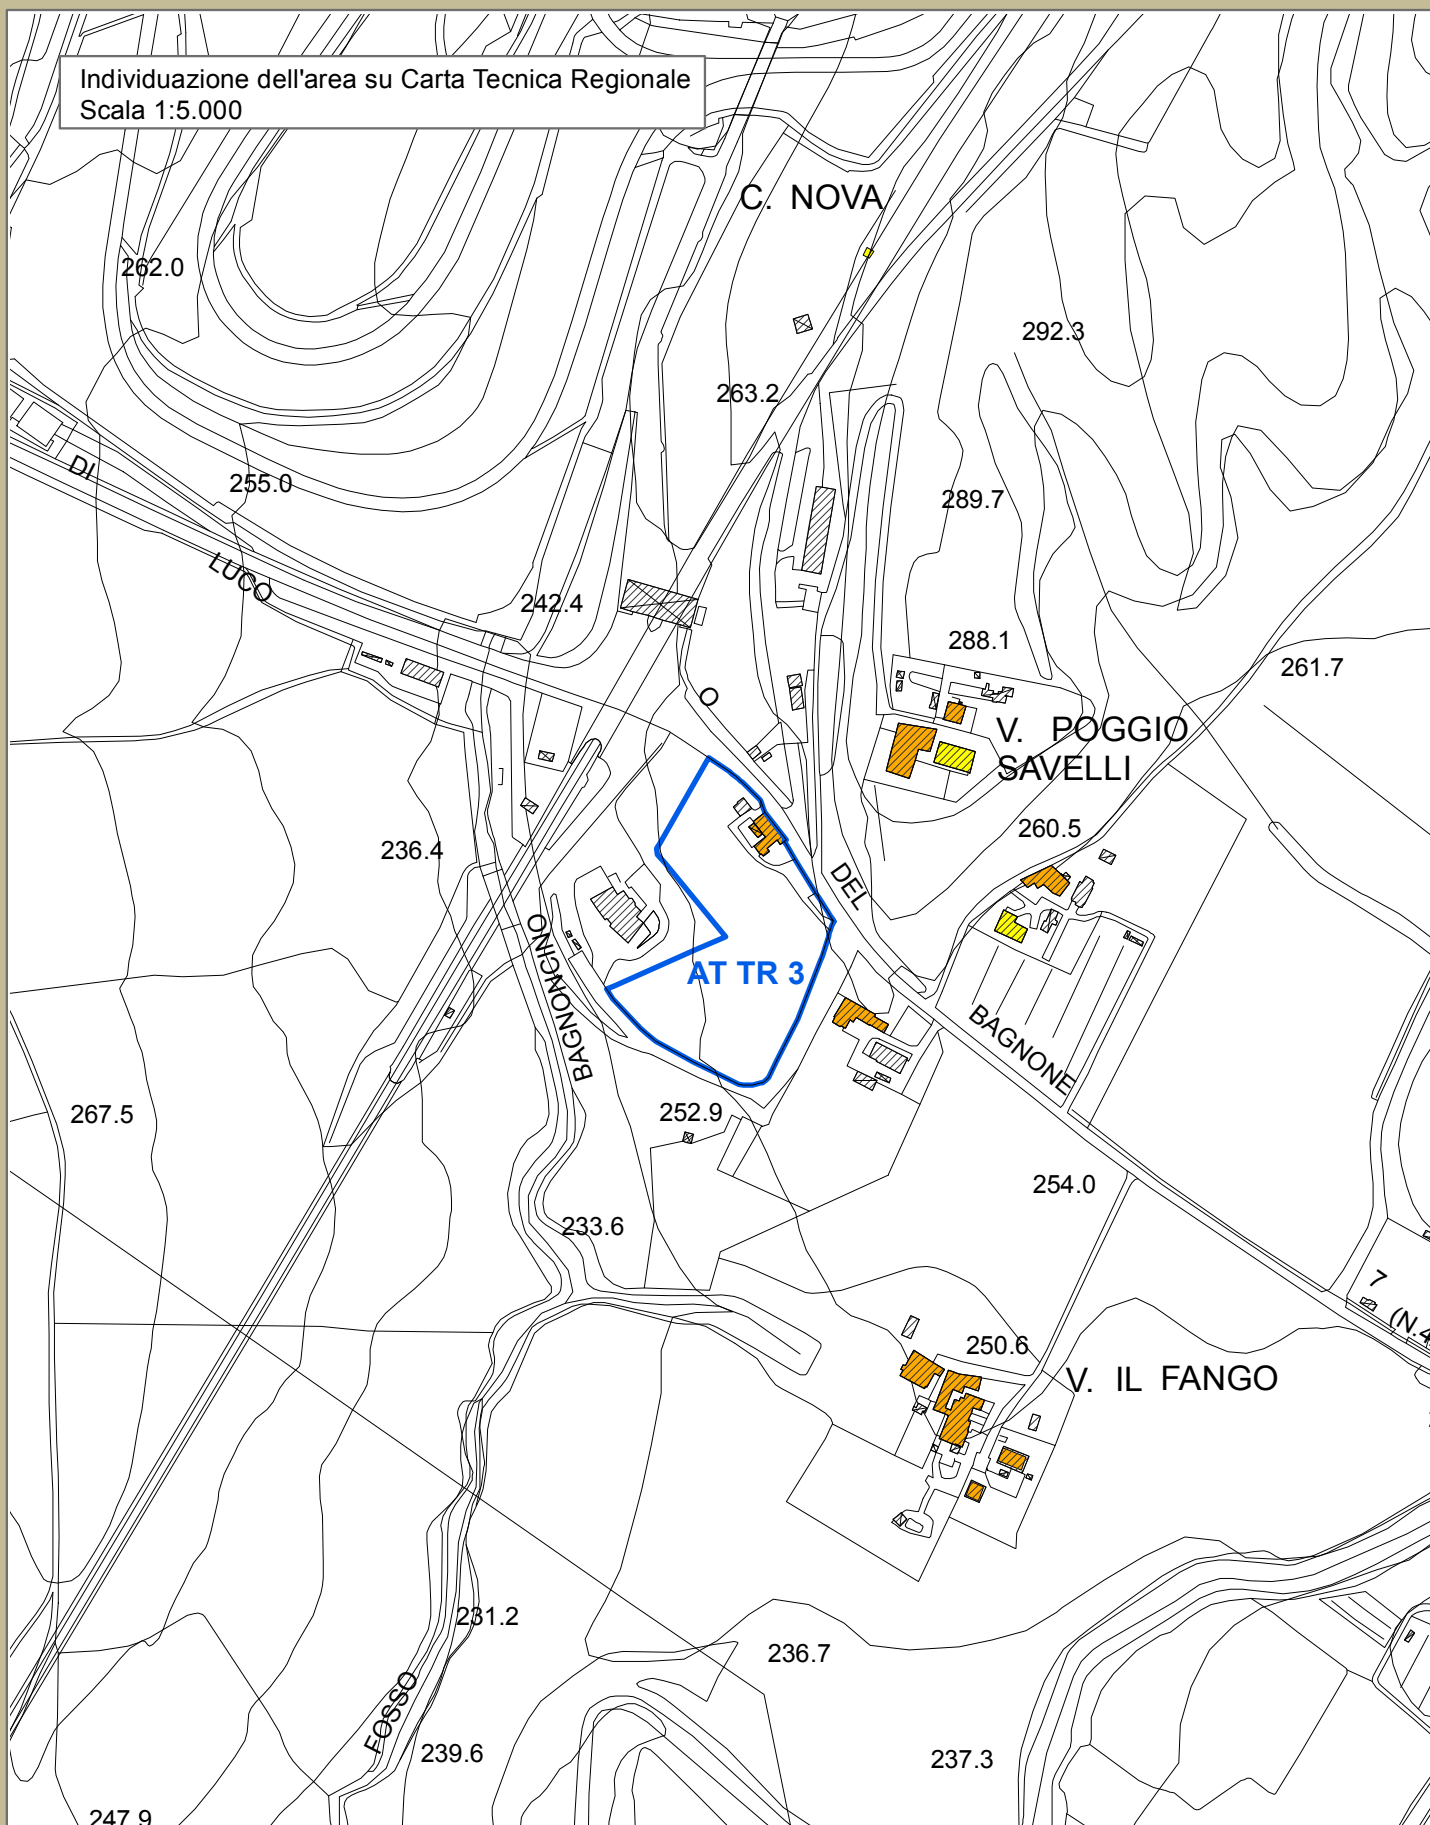 Individuazione dell'area su Carta Tecnica Regionale
Scala 1:5.000
C. NOVA
262.0
292.3
263.2
DI
255.0
289.7
LUCO
242.4
288.1
261.7
O
V. POGGIO
SAVELLI
260.5
236.4
DEL
BAGNONCINO
AT TR 3
BAGNONE
267.5
252.9
254.0
233.6
7
(N.4
250.6
V. IL FANGO
231.2
236.7
FOSSO
239.6
237.3
247.9